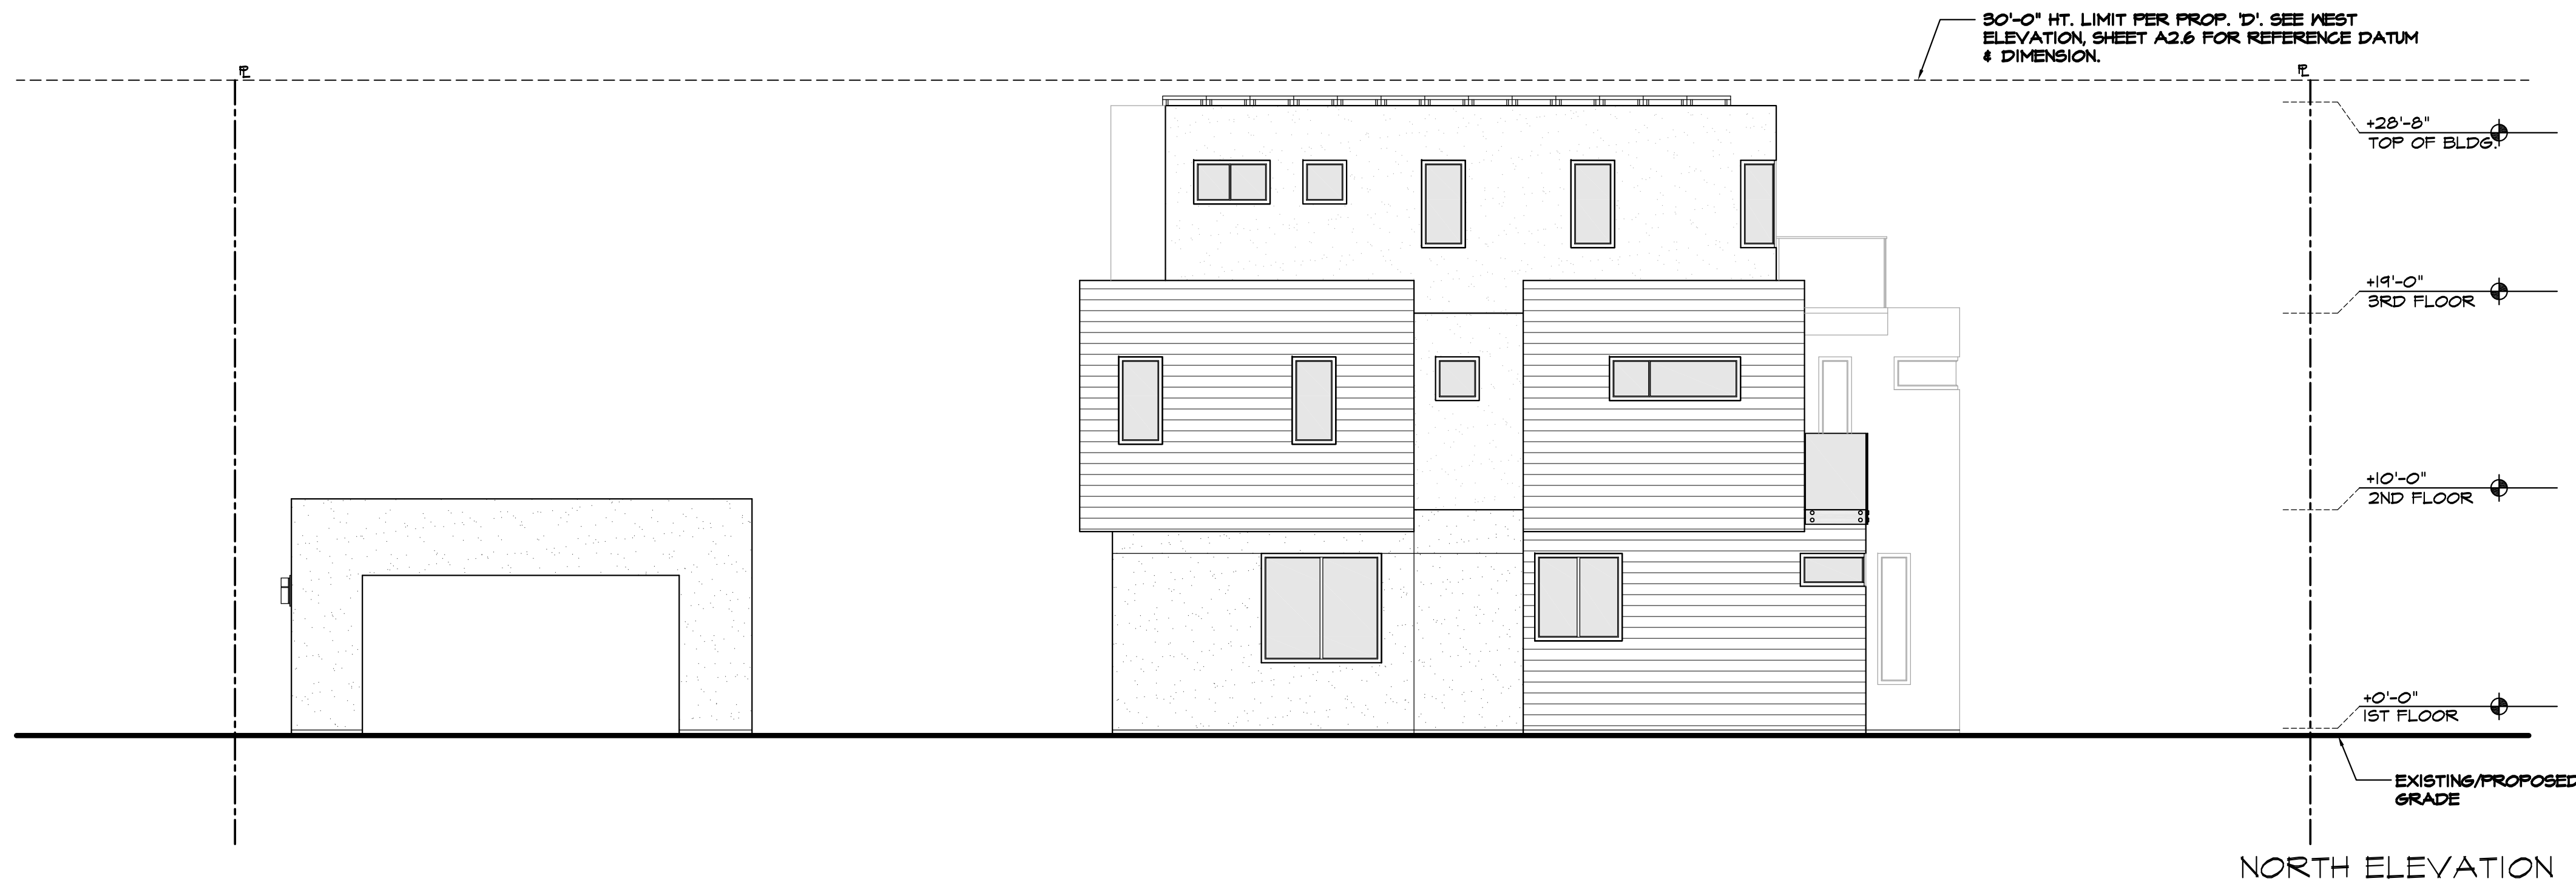 30'-0" HT. LIMIT PER PROP. 'D'. SEE WEST
ELEVATION, SHEET A2.6 FOR REFERENCE DATUM
& DIMENSION.
PL
PL
+28'-8"
TOP OF BLDG.
+19'-0"
3RD FLOOR
+10'-0"
2ND FLOOR
+0'-0"
1ST FLOOR
EXISTING/PROPOSED
GRADE
NORTH ELEVATION